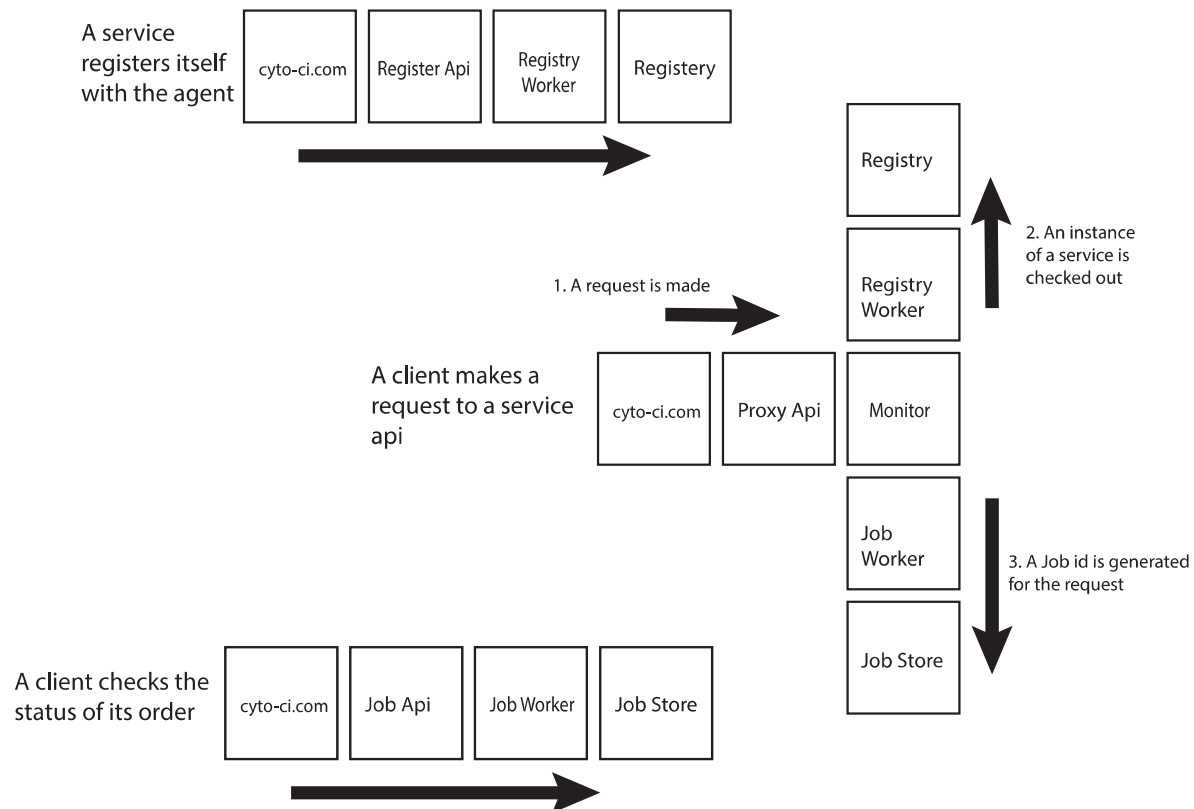 A service
registers itself
with the agent
cyto-ci.com
Register Api
Registry
Worker
Registery
Registry
2. An instance
of a service is
checked out
1. A request is made
Registry
Worker
A client makes a
request to a service
api
cyto-ci.com
Proxy Api
Monitor
Job
Worker
3. A Job id is generated
for the request
Job Store
A client checks the
status of its order
cyto-ci.com
Job Api
Job Worker
Job Store